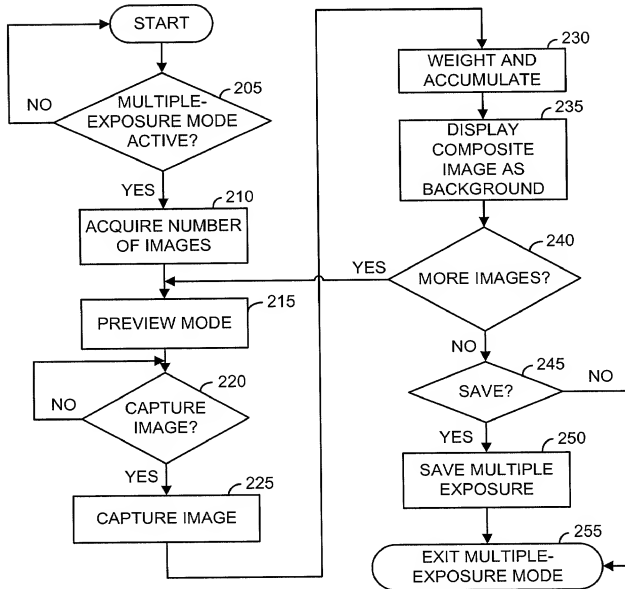 START
205
NO
MULTIPLE-
EXPOSURE MODE
ACTIVE?
YES
210
ACQUIRE NUMBER
OF IMAGES
215
PREVIEW MODE
220
NO
CAPTURE
IMAGE?
YES
225
CAPTURE IMAGE
230
WEIGHT AND
ACCUMULATE
235
DISPLAY
COMPOSITE
IMAGE AS
BACKGROUND
240
YES
MORE IMAGES?
NO
245
SAVE?
NO
YES
250
SAVE MULTIPLE
EXPOSURE
255
EXIT MULTIPLE-
EXPOSURE MODE